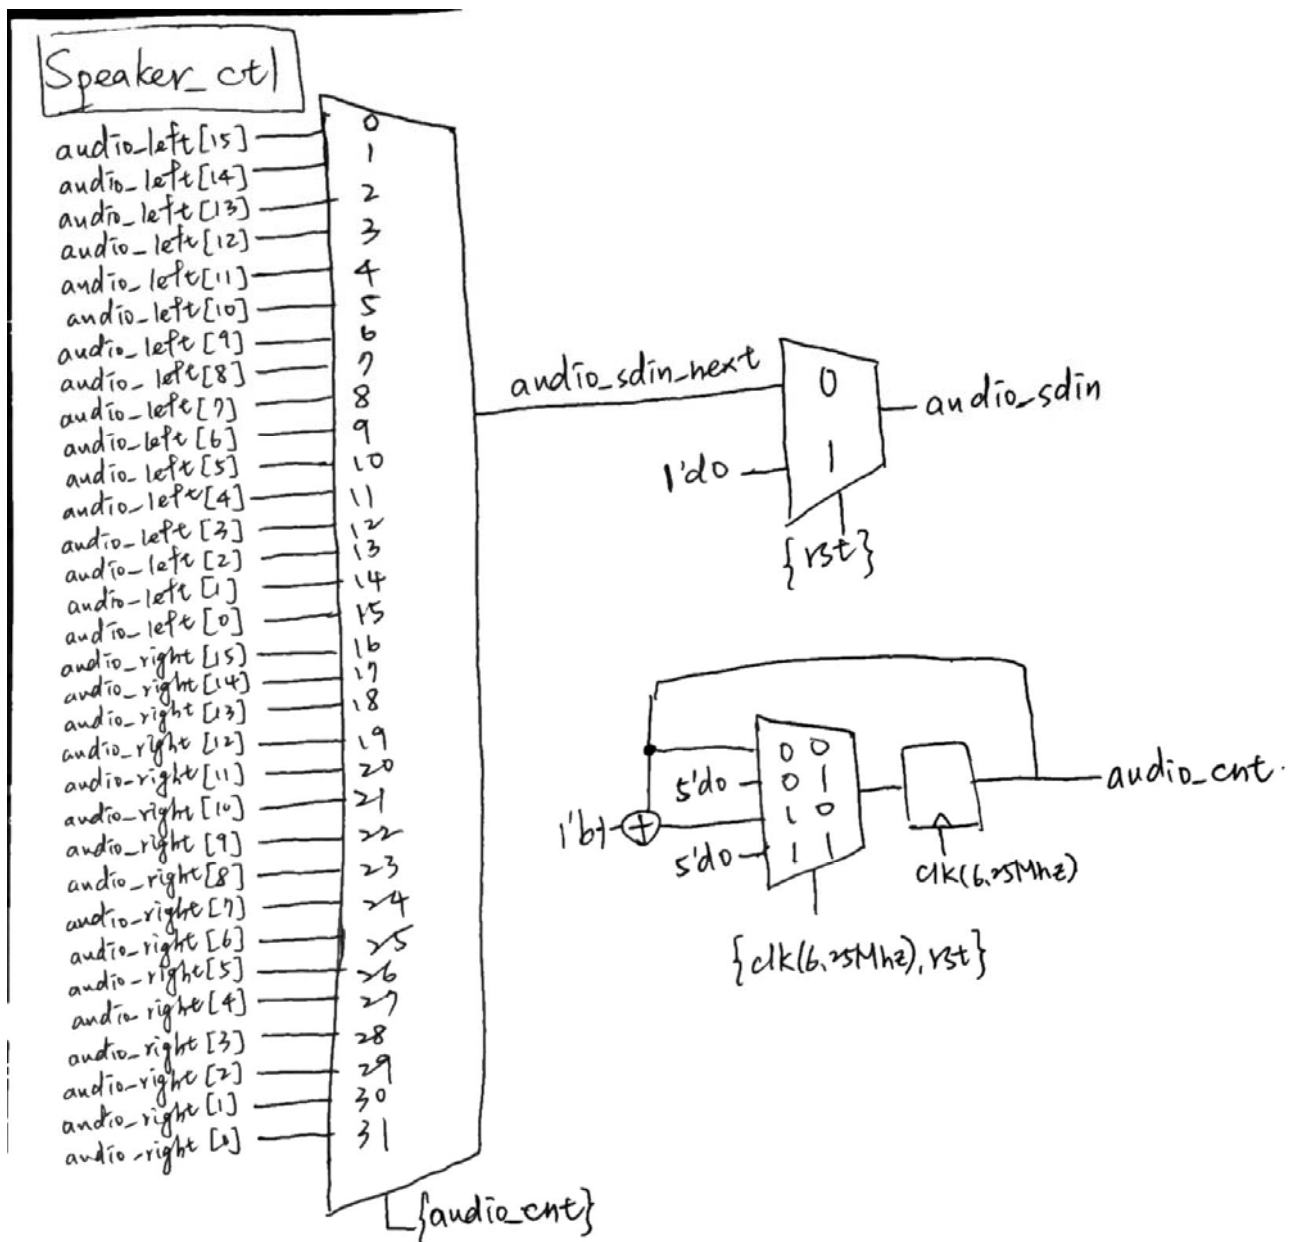 Speaker_ctl
audio_left[15]
audio_left[14]
audio_left[13]
audio_left[12]
audio_left[11]
audio_left[10]
audio_left[9]
audio_left[8]
audio_left[7]
audio_left[6]
audio_left[5]
audio_left[4]
audio_left[3]
audio_left[2]
audio_left[1]
audio_left[0]
audio_right[15]
audio_right[14]
audio_right[13]
audio_right[12]
audio_right[11]
audio_right[10]
audio_right[9]
audio_right[8]
audio_right[7]
audio_right[6]
audio_right[5]
audio_right[4]
audio_right[3]
audio_right[2]
audio_right[1]
audio_right[0]
0
1
2
3
4
5
6
7
8
9
10
11
12
13
14
15
16
17
18
19
20
21
22
23
24
25
26
27
28
29
30
31
{audio_cnt}
audio_sdin_next
1'd0
0
1
{rst}
audio_sdin
1'b1
+
5'd0
5'd0
0 0
0 1
1 0
1 1
{clk(6.25Mhz),rst}
clk(6.25Mhz)
audio_cnt.